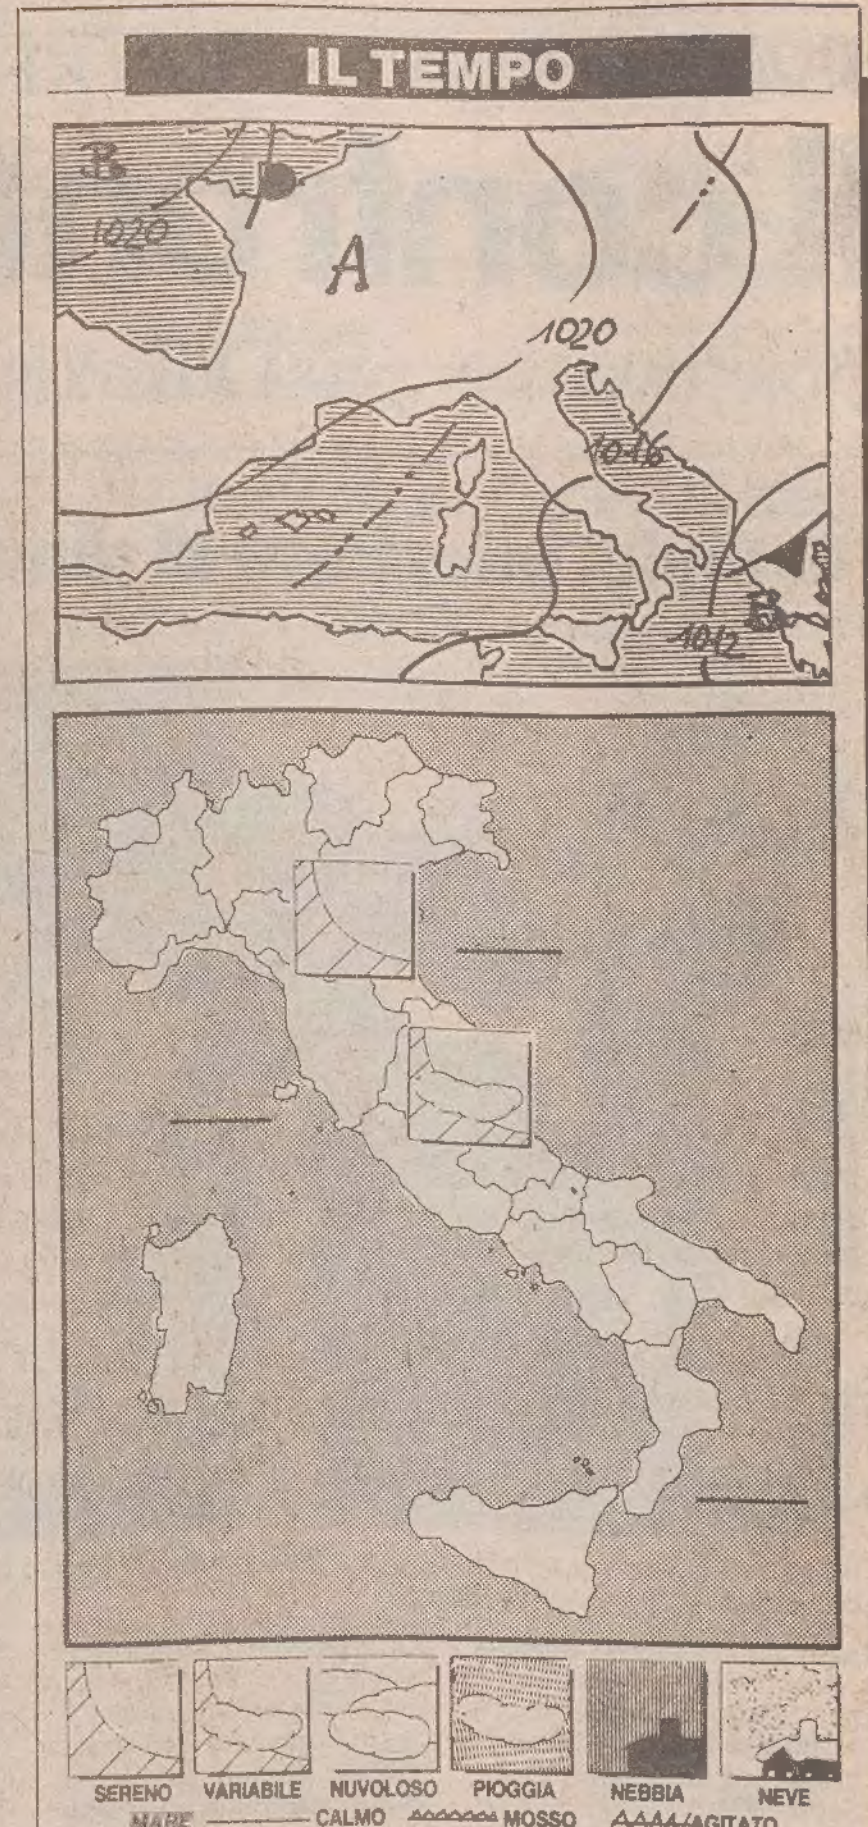 IL TEMPO
B
1020
A
1020
1016
1012
SERENO VARIABILE NUVOLOSO PIOGGIA NEBBIA NEVE
MARE CALMO MOSSO AGITATO